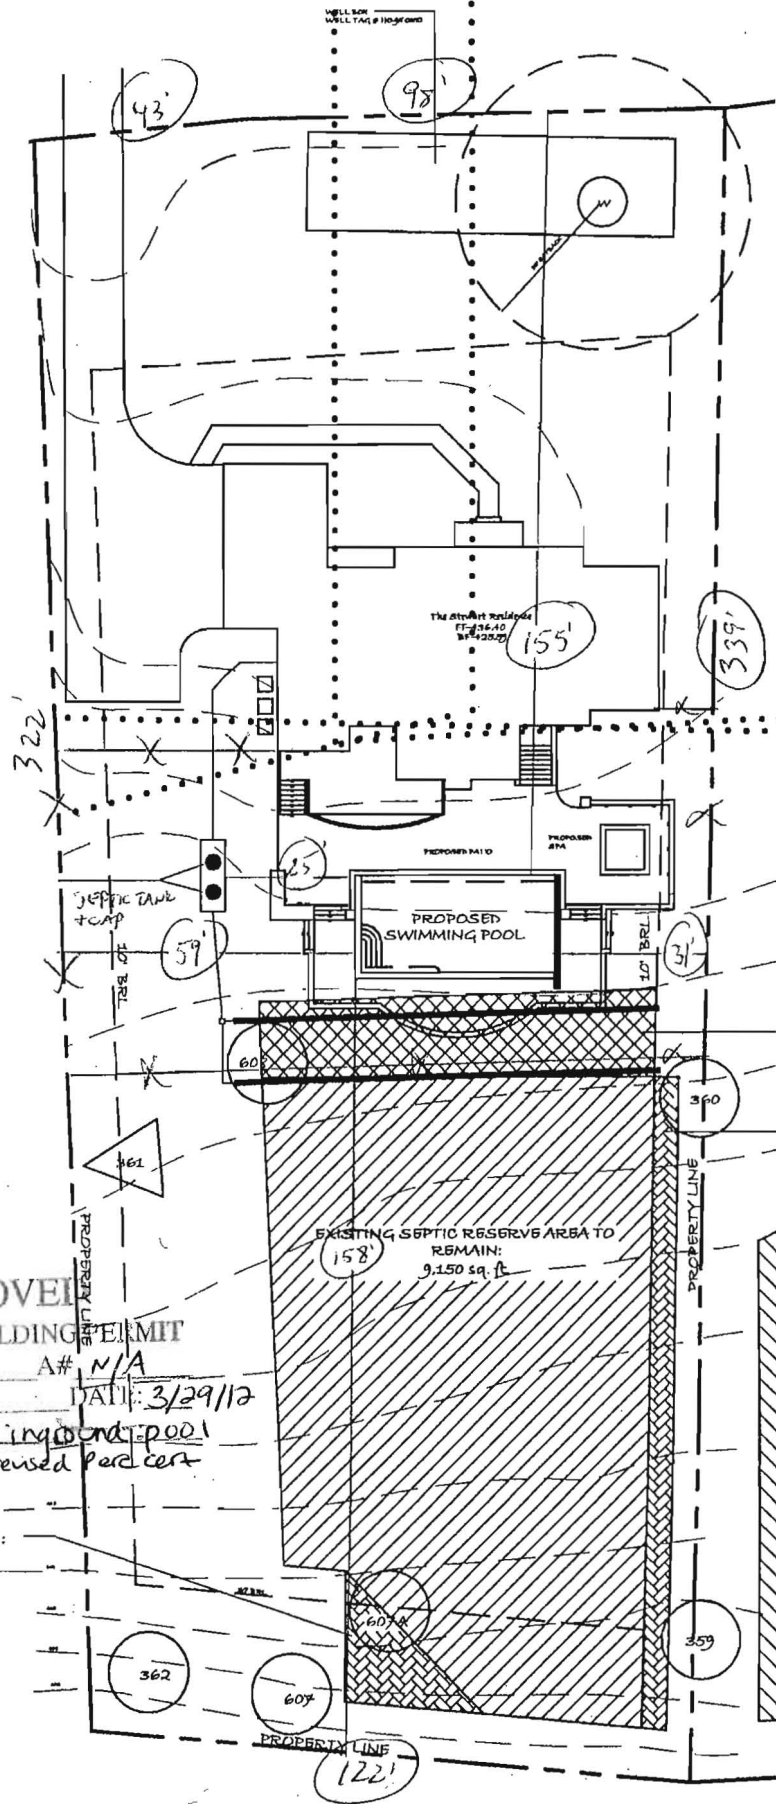 WELL BOX
43'
98'
W
The Stewart Residence
155'
339'
322'
PROPOSED PATIO
PROPOSED
SPA
25'
SEPTIC TANK
+ CAP
PROPOSED
SWIMMING POOL
10' BRL
59'
10' BRL
31'
60
360
361
PROPERTY LINE
PROPERTY LINE
EXISTING SEPTIC RESERVE AREA TO
REMAIN:
158'
9,150 sq. ft
OVED
LDING PERMIT
A# N/A
DATE: 3/29/12
inground pool
evised Perc cert
:
607A
362
607
359
PROPERTY LINE
122'